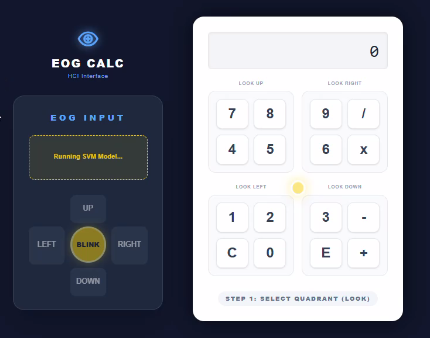 EOG CALC
HCI Interface
EOG INPUT
Running SVM Model...
UP
LEFT BLINK RIGHT
DOWN
0
LOOK UP LOOK RIGHT
7 8 9 /
4 5 6 x
LOOK LEFT LOOK DOWN
1 2 3 -
C 0 E +
STEP 1: SELECT QUADRANT (LOOK)